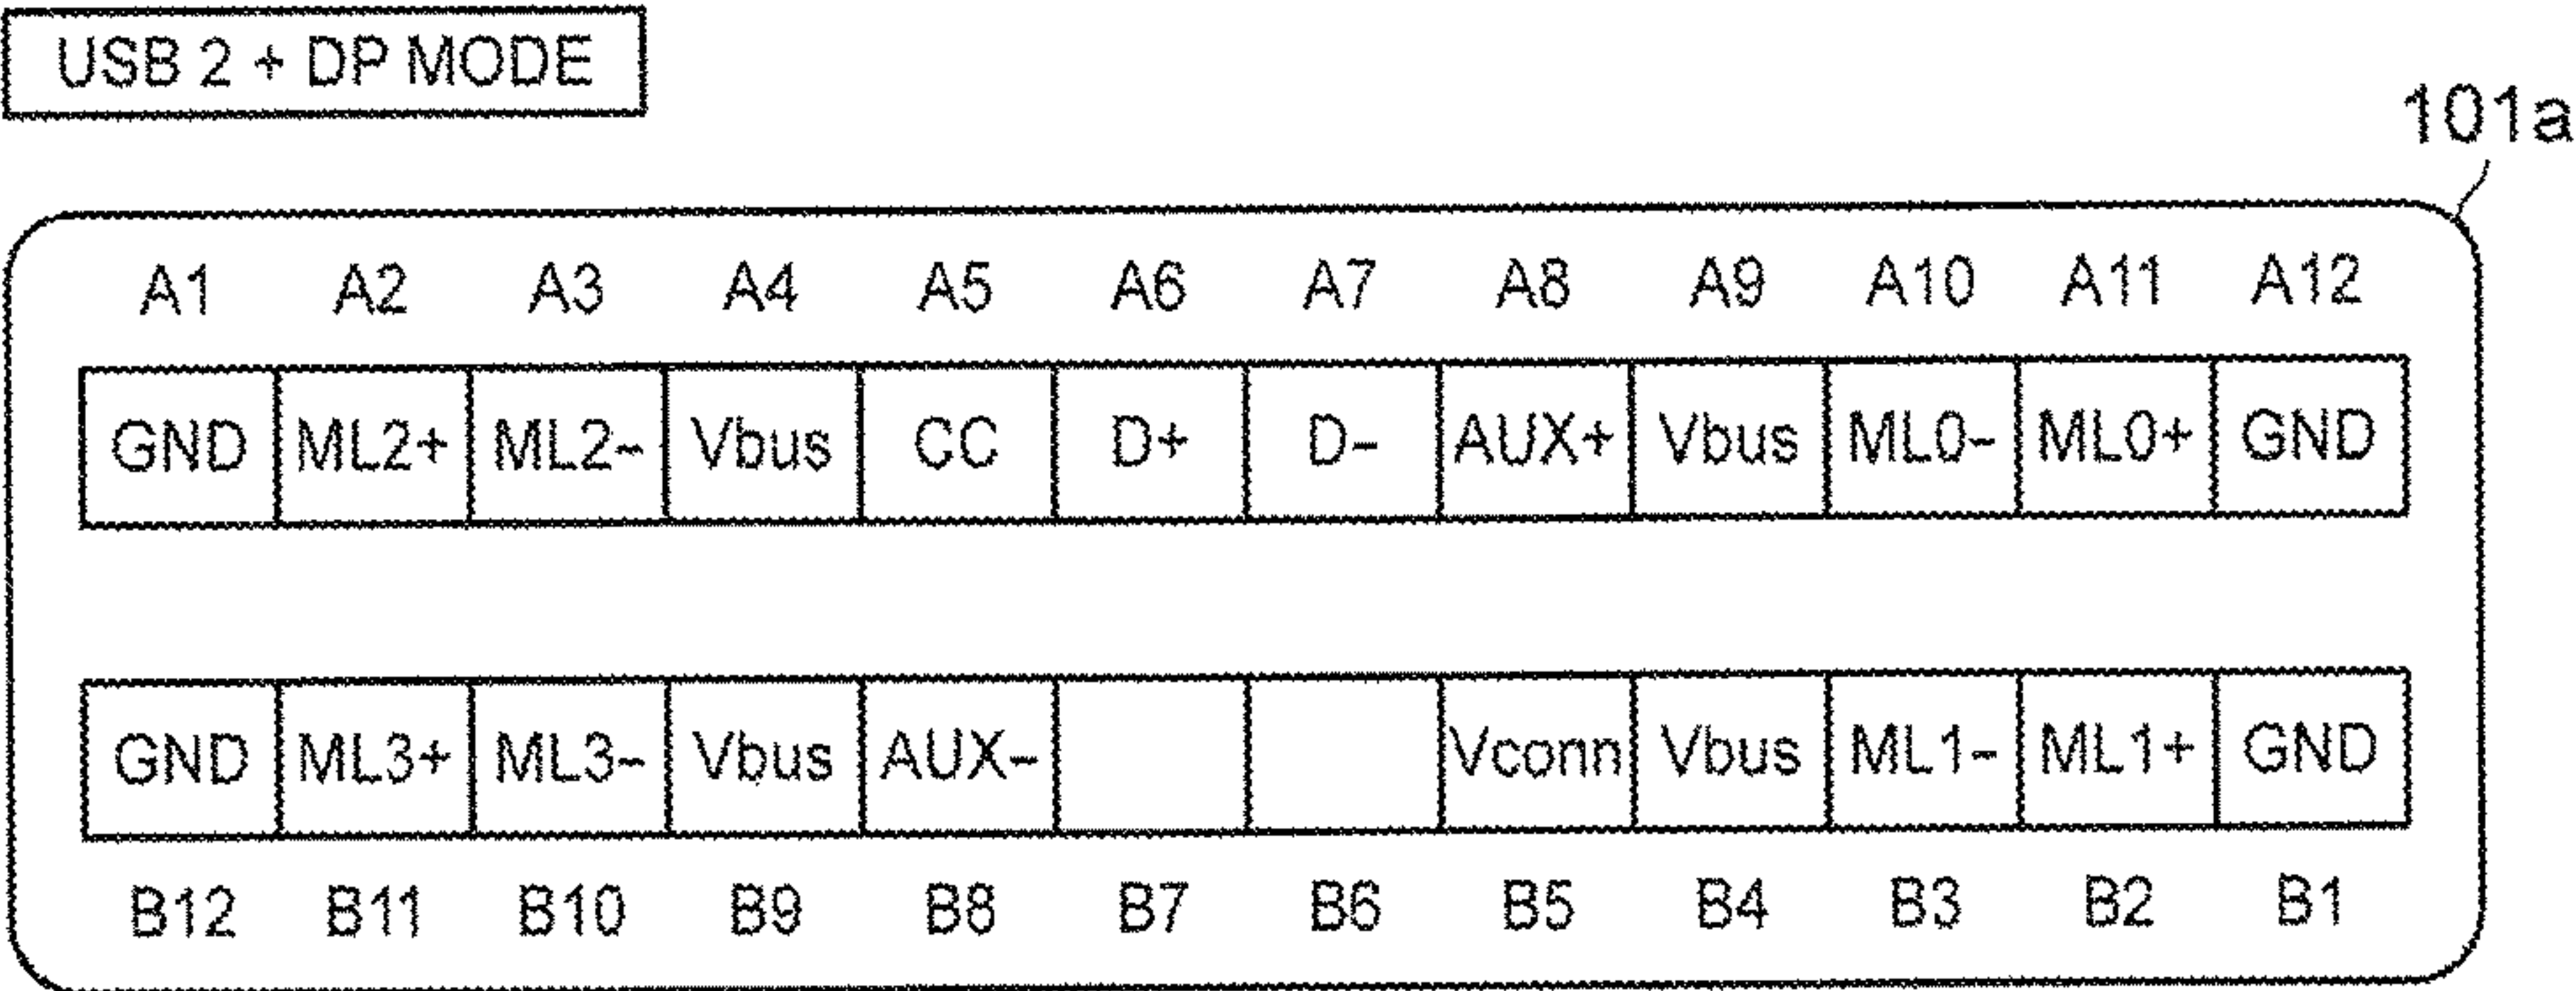 USB 2 + DP MODE
101a
A1 A2 A3 A4 A5 A6 A7 A8 A9 A10 A11 A12
GND ML2+ ML2- Vbus CC D+ D- AUX+ Vbus ML0- ML0+ GND
GND ML3+ ML3- Vbus AUX- Vconn Vbus ML1- ML1+ GND
B12 B11 B10 B9 B8 B7 B6 B5 B4 B3 B2 B1